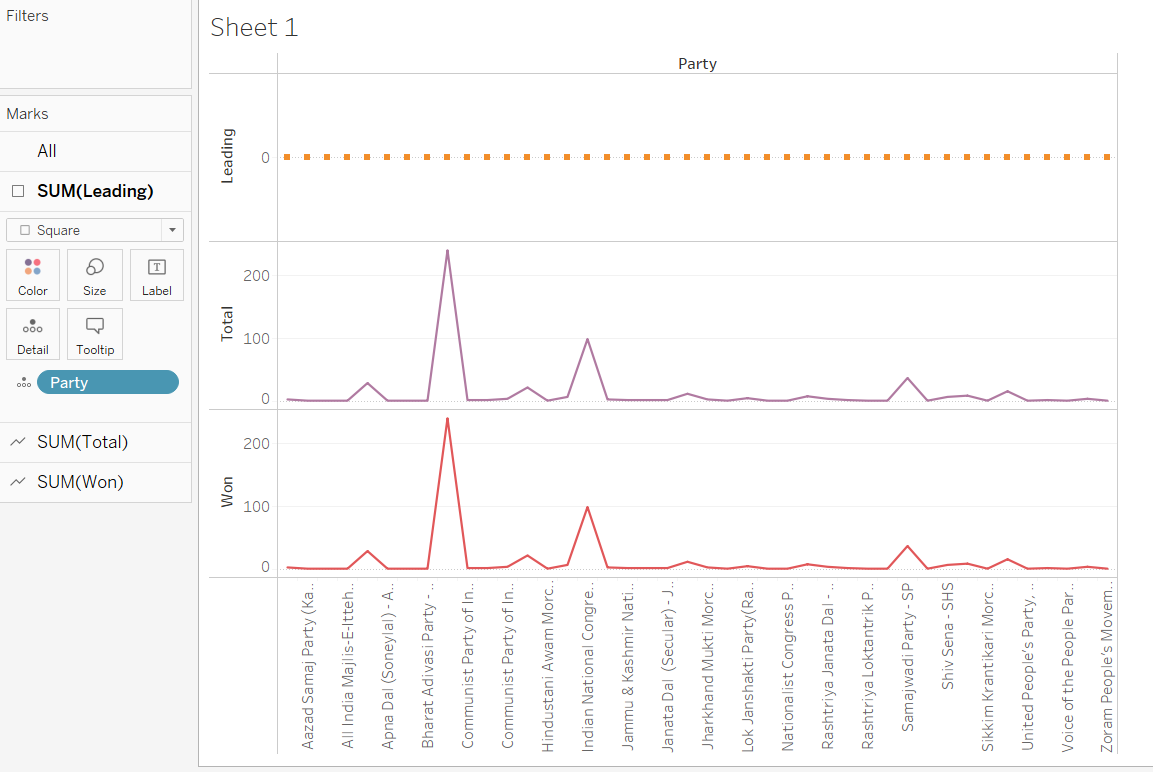 Filters
Marks
All
SUM(Leading)
Square
Color
Size
Label
Detail
Tooltip
Party
SUM(Total)
SUM(Won)
Sheet 1
Party
Leading
0
Total
200
100
0
Won
200
100
0
Aazad Samaj Party (Ka..
All India Majlis-E-Itteh..
Apna Dal (Soneylal) - A..
Bharat Adivasi Party - ..
Communist Party of In..
Communist Party of In..
Hindustani Awam Morc..
Indian National Congre..
Jammu & Kashmir Nati..
Janata Dal (Secular) - J..
Jharkhand Mukti Morc..
Lok Janshakti Party(Ra..
Nationalist Congress P..
Rashtriya Janata Dal - ..
Rashtriya Loktantrik P..
Samajwadi Party - SP
Shiv Sena - SHS
Sikkim Krantikari Morc..
United People's Party, ..
Voice of the People Par..
Zoram People's Movem..